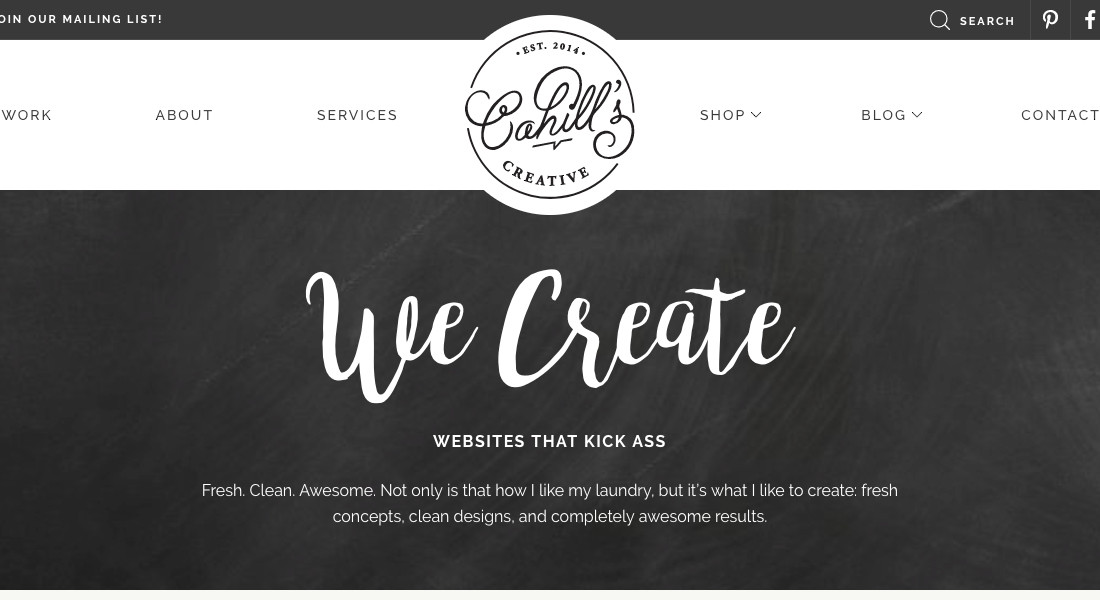 OIN OUR MAILING LIST!
SEARCH
WORK
ABOUT
SERVICES
• EST. 2014 •
Cahill's
CREATIVE
SHOP
BLOG
CONTACT
We Create
WEBSITES THAT KICK ASS
Fresh. Clean. Awesome. Not only is that how I like my laundry, but it's what I like to create: fresh
concepts, clean designs, and completely awesome results.